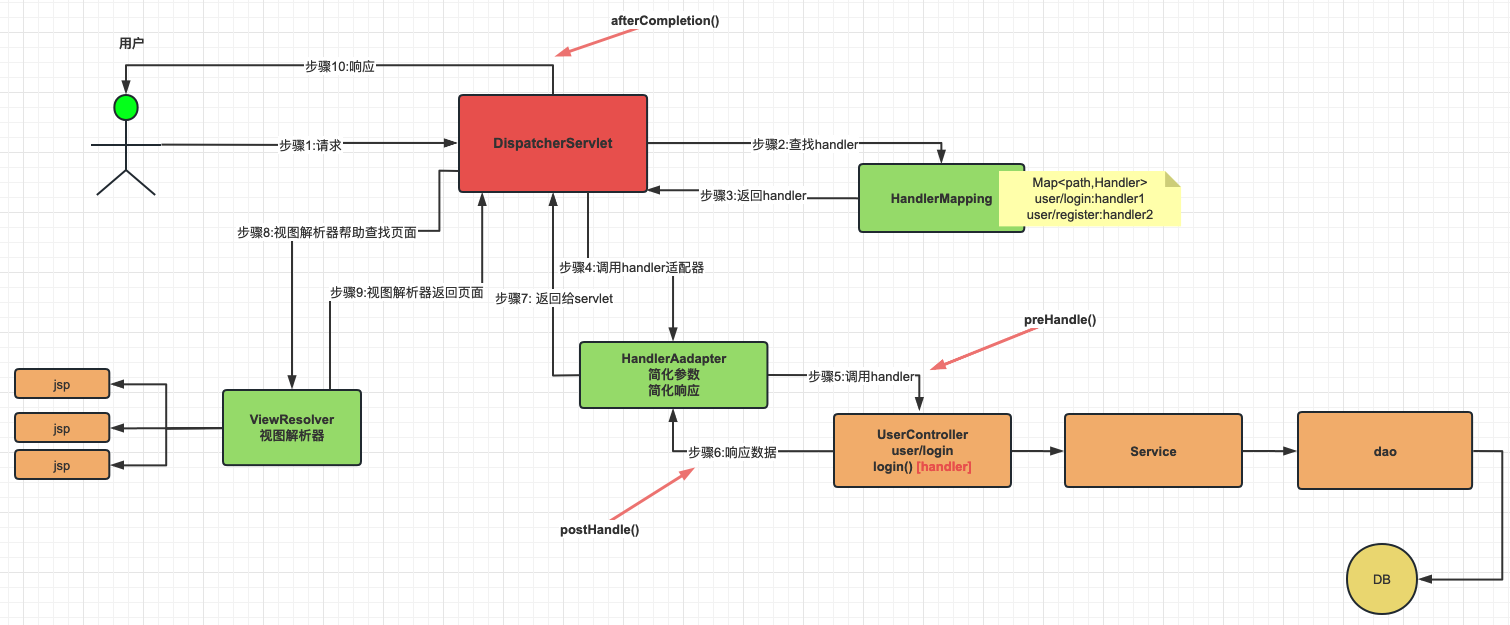 afterCompletion()
用户
步骤10:响应
DispatcherServlet
步骤1:请求
步骤2:查找handler
Map<path,Handler>
user/login:handler1
user/register:handler2
HandlerMapping
步骤3:返回handler
步骤8:视图解析器帮助查找页面
步骤4:调用handler适配器
步骤9:视图解析器返回页面
步骤7: 返回给servlet
preHandle()
HandlerAadapter
简化参数
简化响应
步骤5:调用handler
jsp
jsp
jsp
ViewResolver
视图解析器
UserController
user/login
login() [handler]
Service
dao
步骤6:响应数据
postHandle()
DB